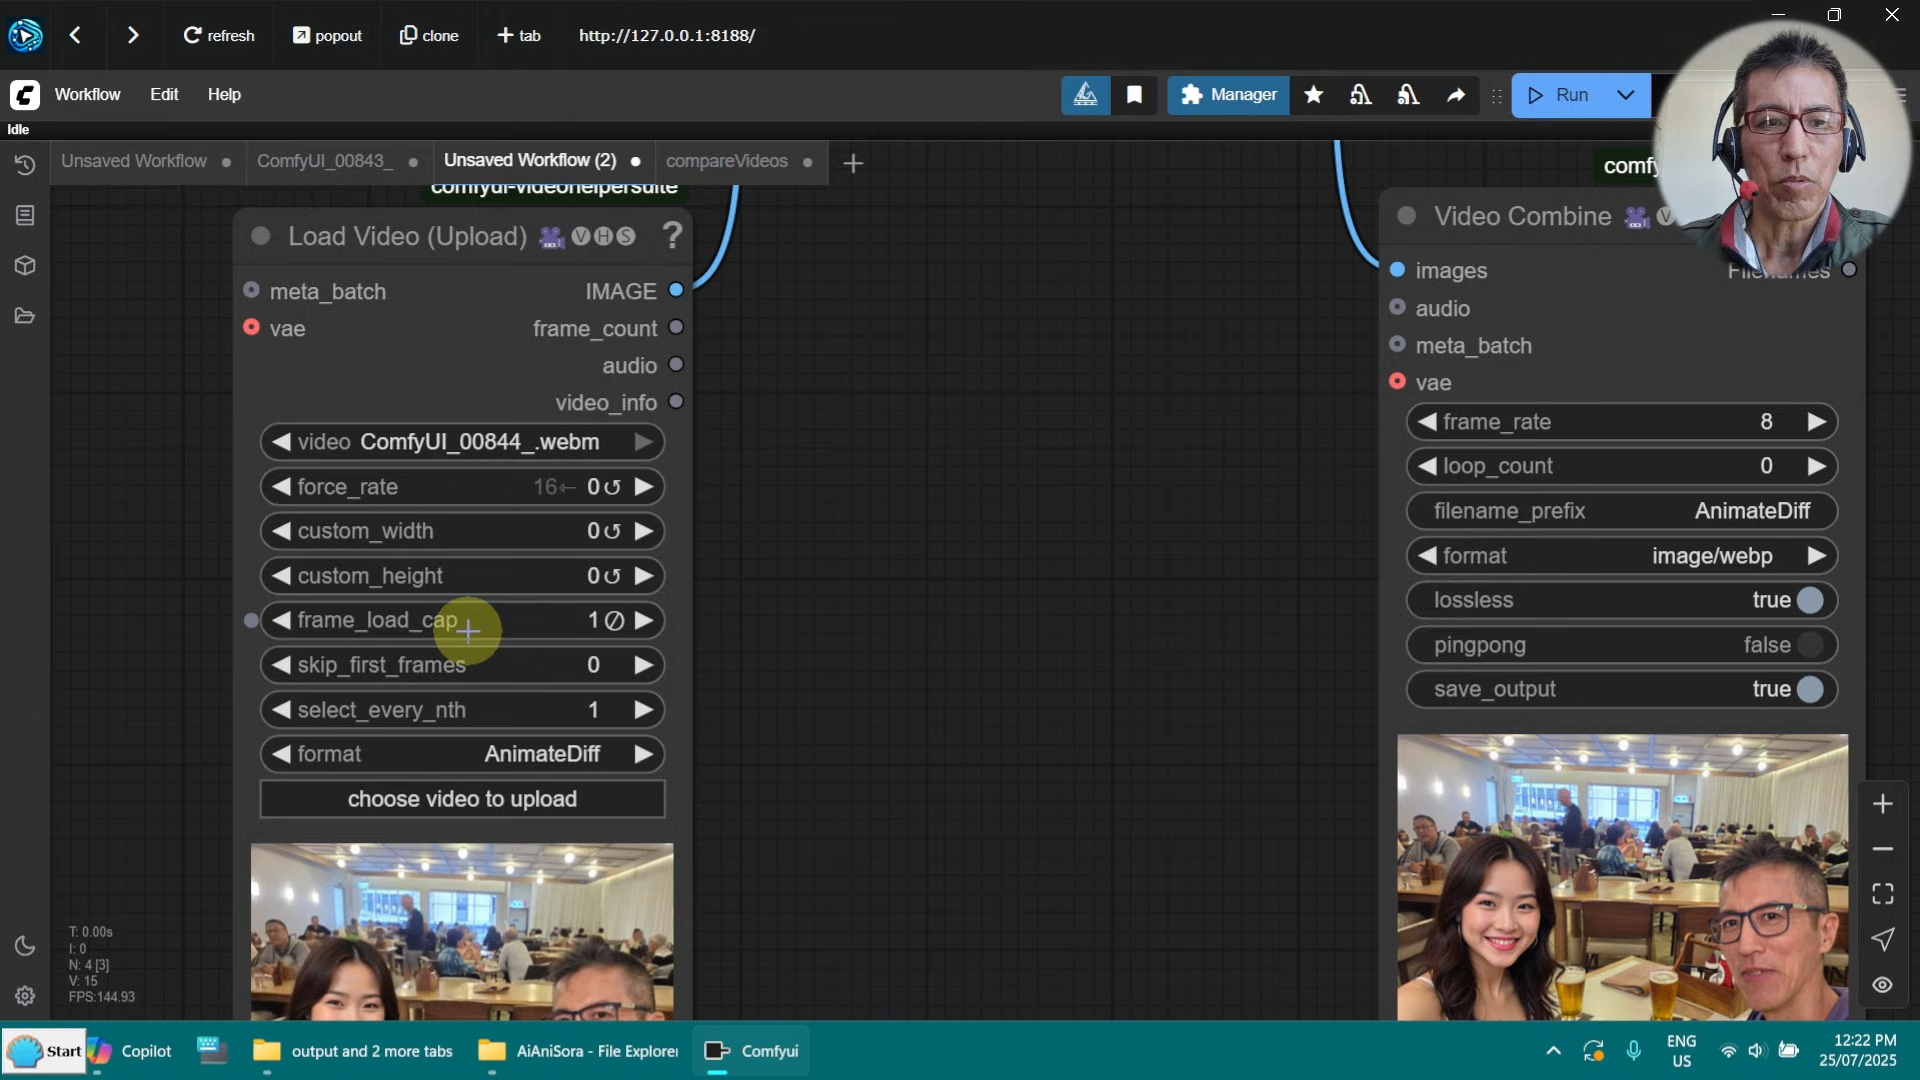 refresh popout clone + tab http://127.0.0.1:8188/
Workflow Edit Help Manager Run
Idle
Unsaved Workflow ComfyUI_00843_ Unsaved Workflow (2) compareVideos
comfyui-videohelpersuite
Load Video (Upload) VHS ?
meta_batch IMAGE
vae frame_count
audio
video_info
video ComfyUI_00844_.webm
force_rate 16← 0
custom_width 0
custom_height 0
frame_load_cap 1
skip_first_frames 0
select_every_nth 1
format AnimateDiff
choose video to upload
Video Combine V
images Filenames
audio
meta_batch
vae
frame_rate 8
loop_count 0
filename_prefix AnimateDiff
format image/webp
lossless true
pingpong false
save_output true
T: 0.00s
I: 0
N: 4 [3]
V: 15
FPS:144.93
Start Copilot output and 2 more tabs AiAniSora - File Explorer Comfyui
ENG
US
12:22 PM
25/07/2025